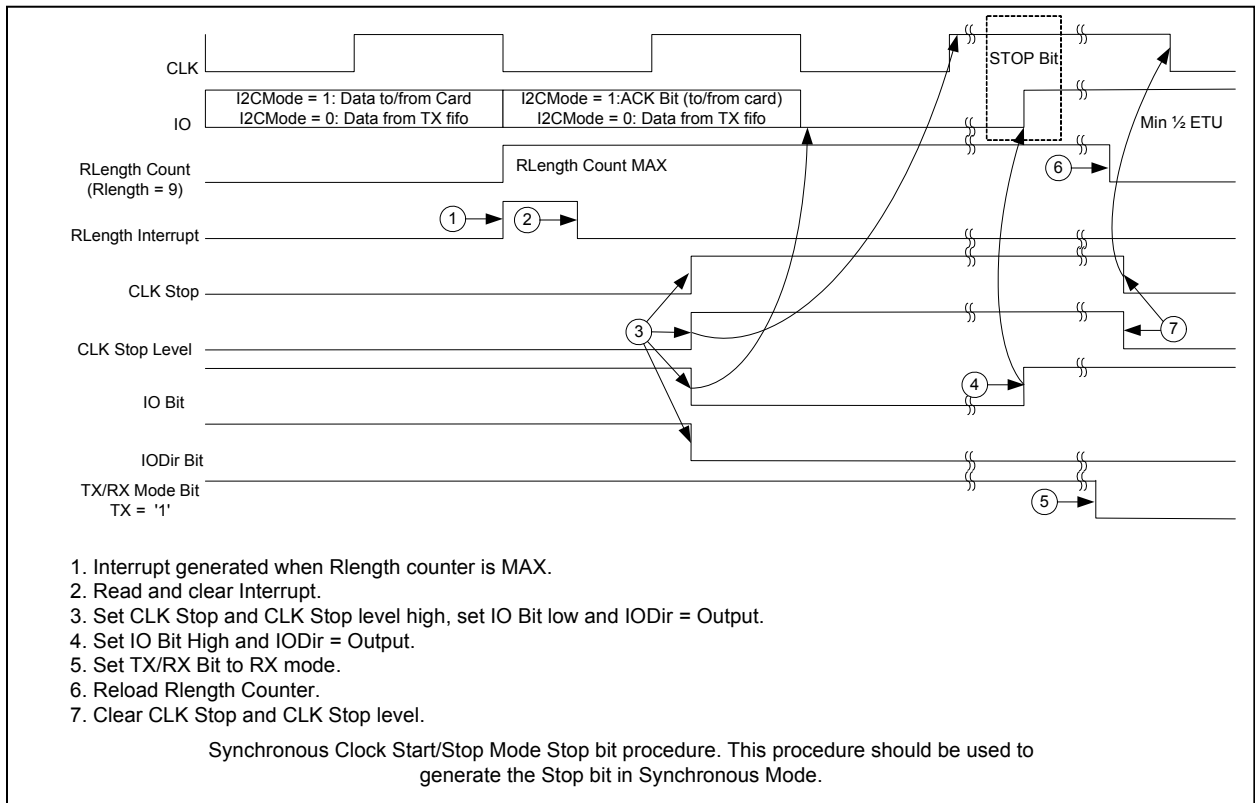 CLK
STOP Bit
I2CMode = 1: Data to/from Card
I2CMode = 0: Data from TX fifo
I2CMode = 1:ACK Bit (to/from card)
I2CMode = 0: Data from TX fifo
IO
Min ½ ETU
RLength Count
(Rlength = 9)
RLength Count MAX
6
1
2
RLength Interrupt
CLK Stop
3
7
CLK Stop Level
4
IO Bit
IODir Bit
TX/RX Mode Bit
TX = '1'
5
1. Interrupt generated when Rlength counter is MAX.
2. Read and clear Interrupt.
3. Set CLK Stop and CLK Stop level high, set IO Bit low and IODir = Output.
4. Set IO Bit High and IODir = Output.
5. Set TX/RX Bit to RX mode.
6. Reload Rlength Counter.
7. Clear CLK Stop and CLK Stop level.
Synchronous Clock Start/Stop Mode Stop bit procedure. This procedure should be used to
generate the Stop bit in Synchronous Mode.